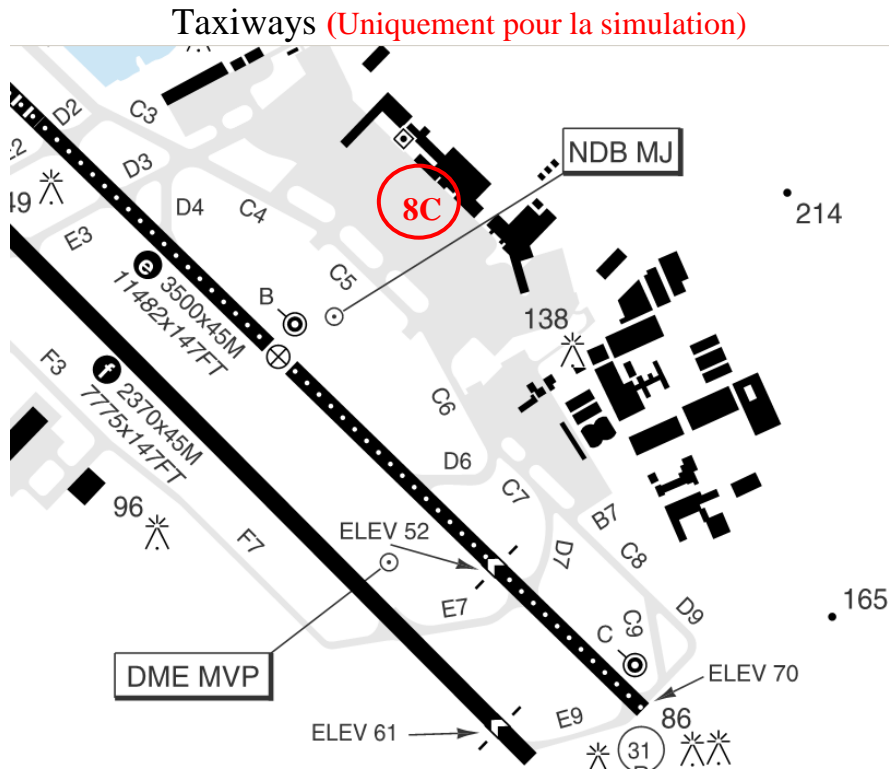 Taxiways (Uniquement pour la simulation)
D2
C3
D3
49
E3
D4
C4
8C
NDB MJ
214
e 3500x45M
11482x147FT
B
C5
138
F3
f 2370x45M
7775x147FT
C6
D6
C7
96
F7
ELEV 52
B7
D7
C8
E7
C9
D9
165
C
DME MVP
ELEV 70
ELEV 61
E9
86
31